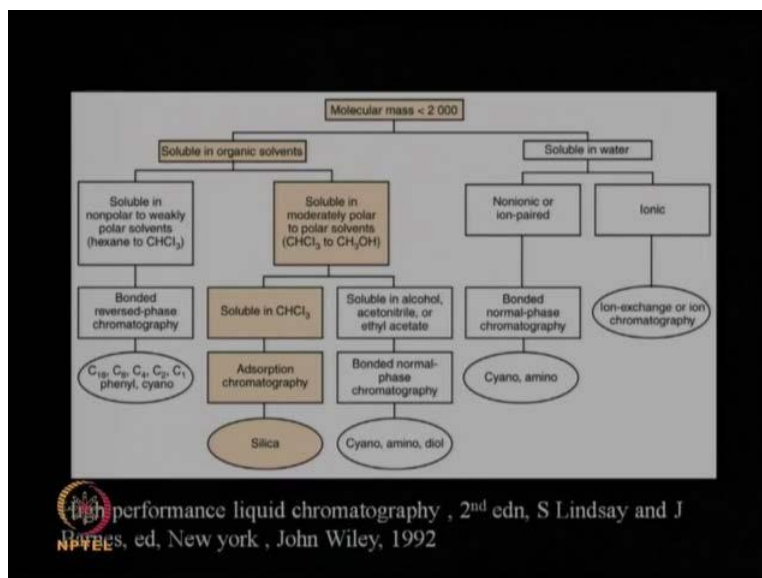 Molecular mass < 2 000
Soluble in organic solvents
Soluble in water
Soluble in
nonpolar to weakly
polar solvents
(hexane to CHCl₃)
Soluble in
moderately polar
to polar solvents
(CHCl₃ to CH₃OH)
Nonionic or
ion-paired
Ionic
Bonded
reversed-phase
chromatography
Soluble in CHCl₃
Soluble in alcohol,
acetonitrile, or
ethyl acetate
Bonded
normal-phase
chromatography
Ion-exchange or ion
chromatography
C₁₈, C₈, C₄, C₂, C₁
phenyl, cyano
Adsorption
chromatography
Bonded normal-
phase
chromatography
Cyano, amino
Silica
Cyano, amino, diol
High performance liquid chromatography , 2nd edn, S Lindsay and J
Barnes, ed, New york , John Wiley, 1992
NPTEL